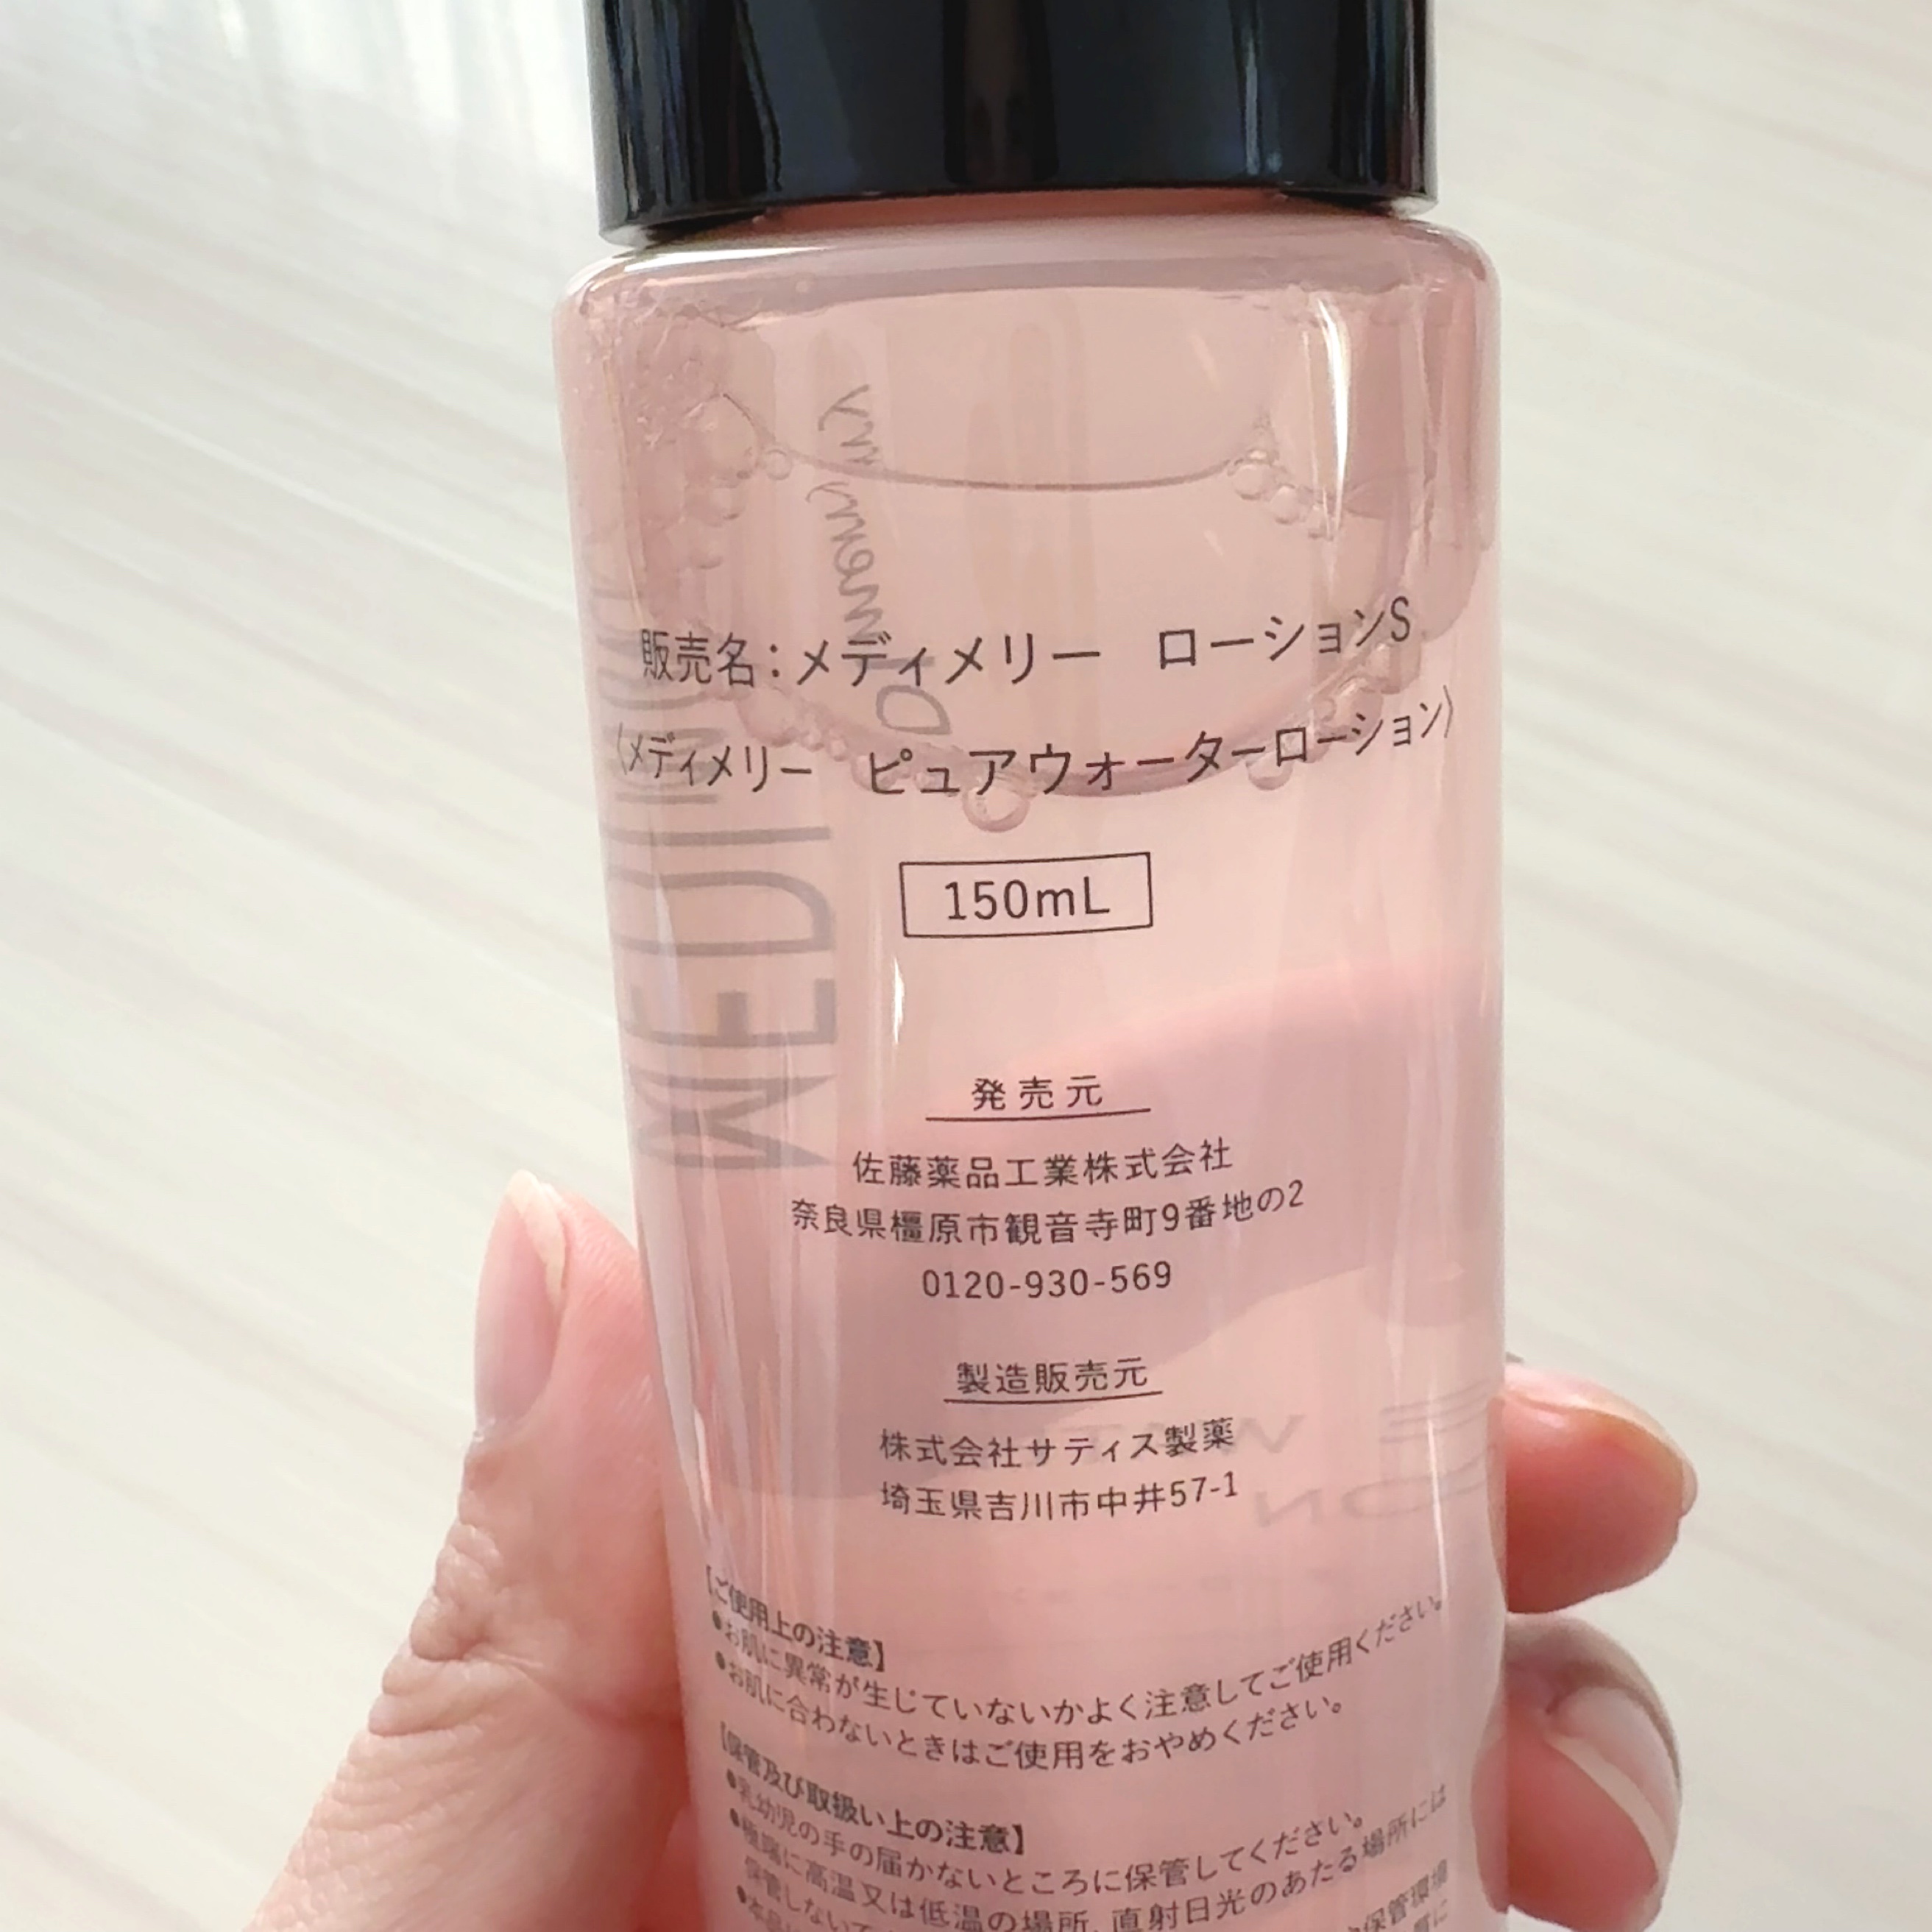 販売名：メディメリー　ローションS
〈メディメリー　ピュアウォーターローション〉
150mL
発売元
佐藤薬品工業株式会社
奈良県橿原市観音寺町9番地の2
0120-930-569
製造販売元
株式会社サティス製薬
埼玉県吉川市中井57-1
【ご使用上の注意】
●お肌に異常が生じていないかよく注意してご使用ください。
●お肌に合わないときはご使用をおやめください。
【保管及び取扱い上の注意】
●乳幼児の手の届かないところに保管してください。
●極端に高温又は低温の場所、直射日光のあたる場所には
保管しないで
保管環境